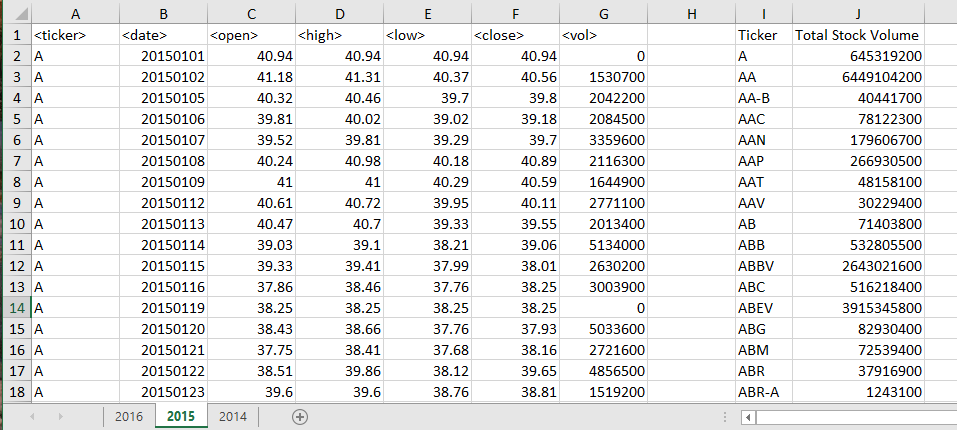 A B C D E F G H I J
1 <ticker> <date> <open> <high> <low> <close> <vol> Ticker Total Stock Volume
2 A 20150101 40.94 40.94 40.94 40.94 0 A 645319200
3 A 20150102 41.18 41.31 40.37 40.56 1530700 AA 6449104200
4 A 20150105 40.32 40.46 39.7 39.8 2042200 AA-B 40441700
5 A 20150106 39.81 40.02 39.02 39.18 2084500 AAC 78122300
6 A 20150107 39.52 39.81 39.29 39.7 3359600 AAN 179606700
7 A 20150108 40.24 40.98 40.18 40.89 2116300 AAP 266930500
8 A 20150109 41 41 40.29 40.59 1644900 AAT 48158100
9 A 20150112 40.61 40.72 39.95 40.11 2771100 AAV 30229400
10 A 20150113 40.47 40.7 39.33 39.55 2013400 AB 71403800
11 A 20150114 39.03 39.1 38.21 39.06 5134000 ABB 532805500
12 A 20150115 39.33 39.41 37.99 38.01 2630200 ABBV 2643021600
13 A 20150116 37.86 38.46 37.76 38.25 3003900 ABC 516218400
14 A 20150119 38.25 38.25 38.25 38.25 0 ABEV 3915345800
15 A 20150120 38.43 38.66 37.76 37.93 5033600 ABG 82930400
16 A 20150121 37.75 38.41 37.68 38.16 2721600 ABM 72539400
17 A 20150122 38.51 39.86 38.12 39.65 4856500 ABR 37916900
18 A 20150123 39.6 39.6 38.76 38.81 1519200 ABR-A 1243100
2016 2015 2014